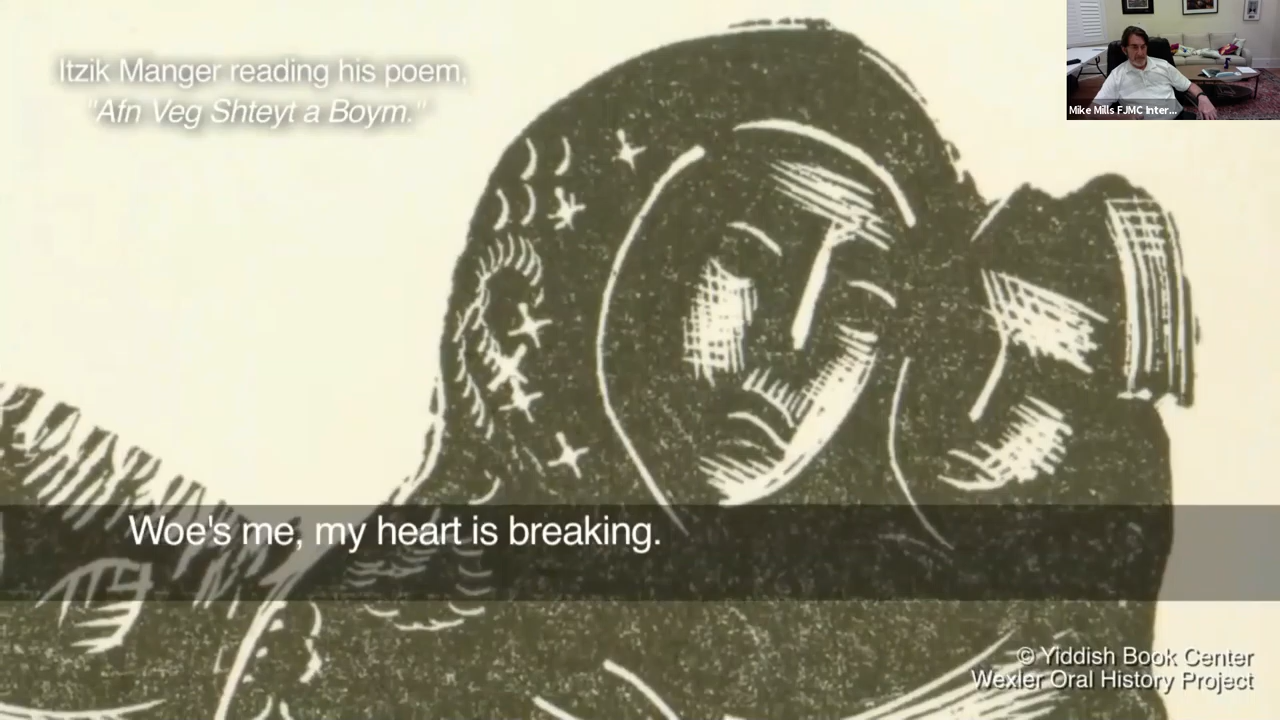 Itzik Manger reading his poem,
"Afn Veg Shteyt a Boym."
Mike Mills FJMC Inter...
Woe's me, my heart is breaking.
© Yiddish Book Center
Wexler Oral History Project